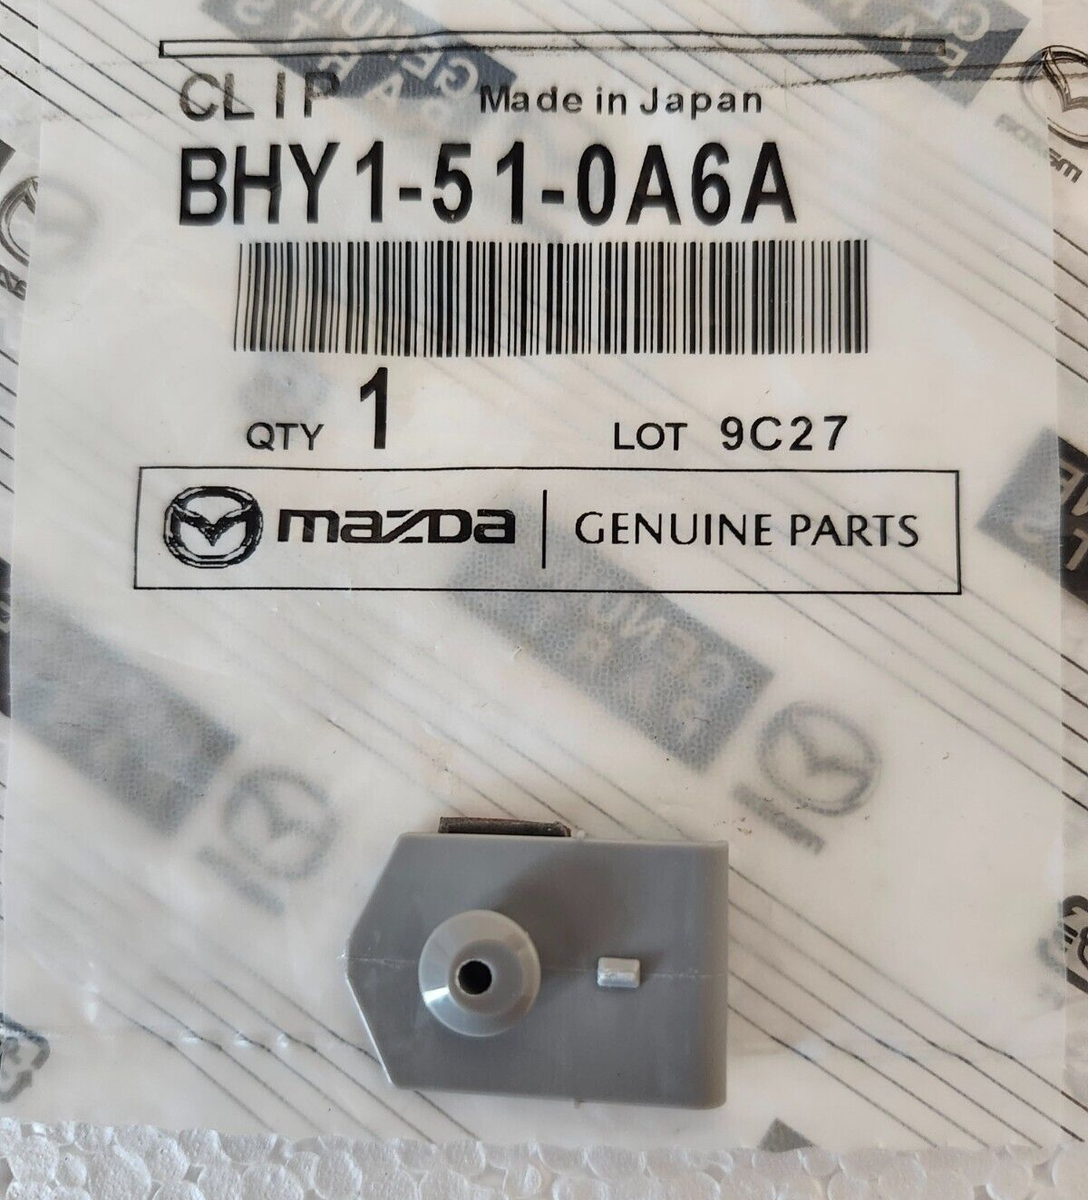 CLIP Made in Japan
BHY1-51-0A6A
QTY 1 LOT 9C27
mazda GENUINE PARTS